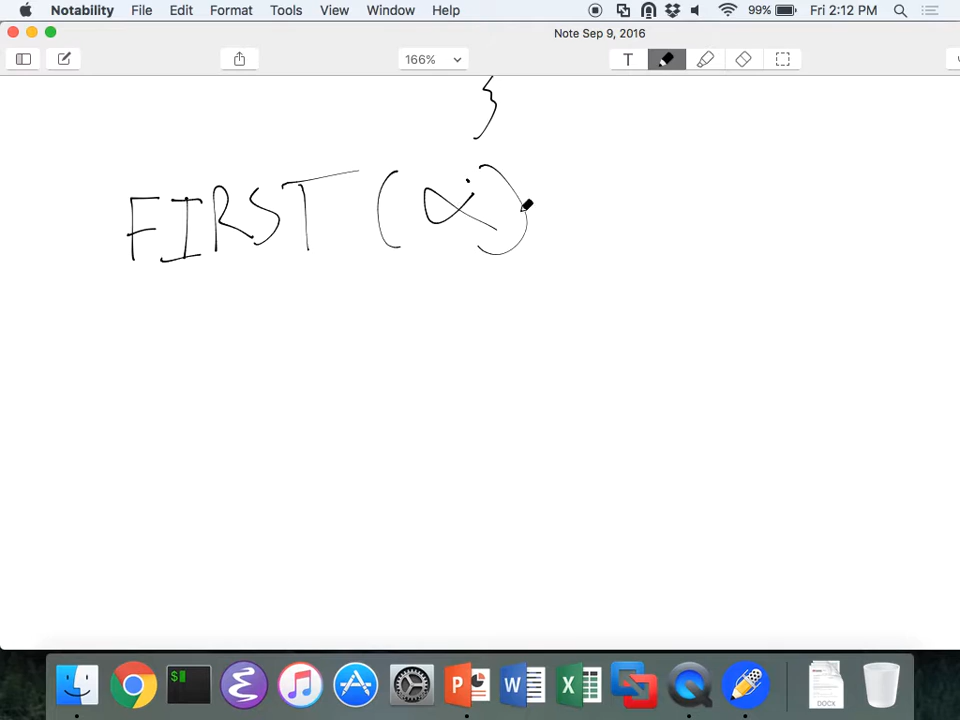 Notability File Edit Format Tools View Window Help 99% Fri 2:12 PM
Note Sep 9, 2016
166% T
}
FIRST (α)
$
P W X
DOCX